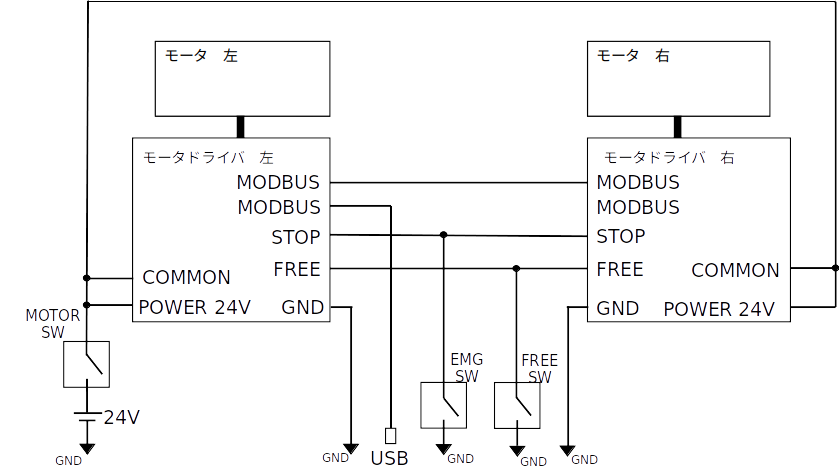 モータ　左
モータ　右
モータドライバ　左
モータドライバ　右
MODBUS
MODBUS
MODBUS
MODBUS
STOP
STOP
FREE
FREE
COMMON
COMMON
POWER 24V
GND
GND
POWER 24V
MOTOR
SW
EMG
SW
FREE
SW
24V
GND
GND
USB
GND
GND
GND